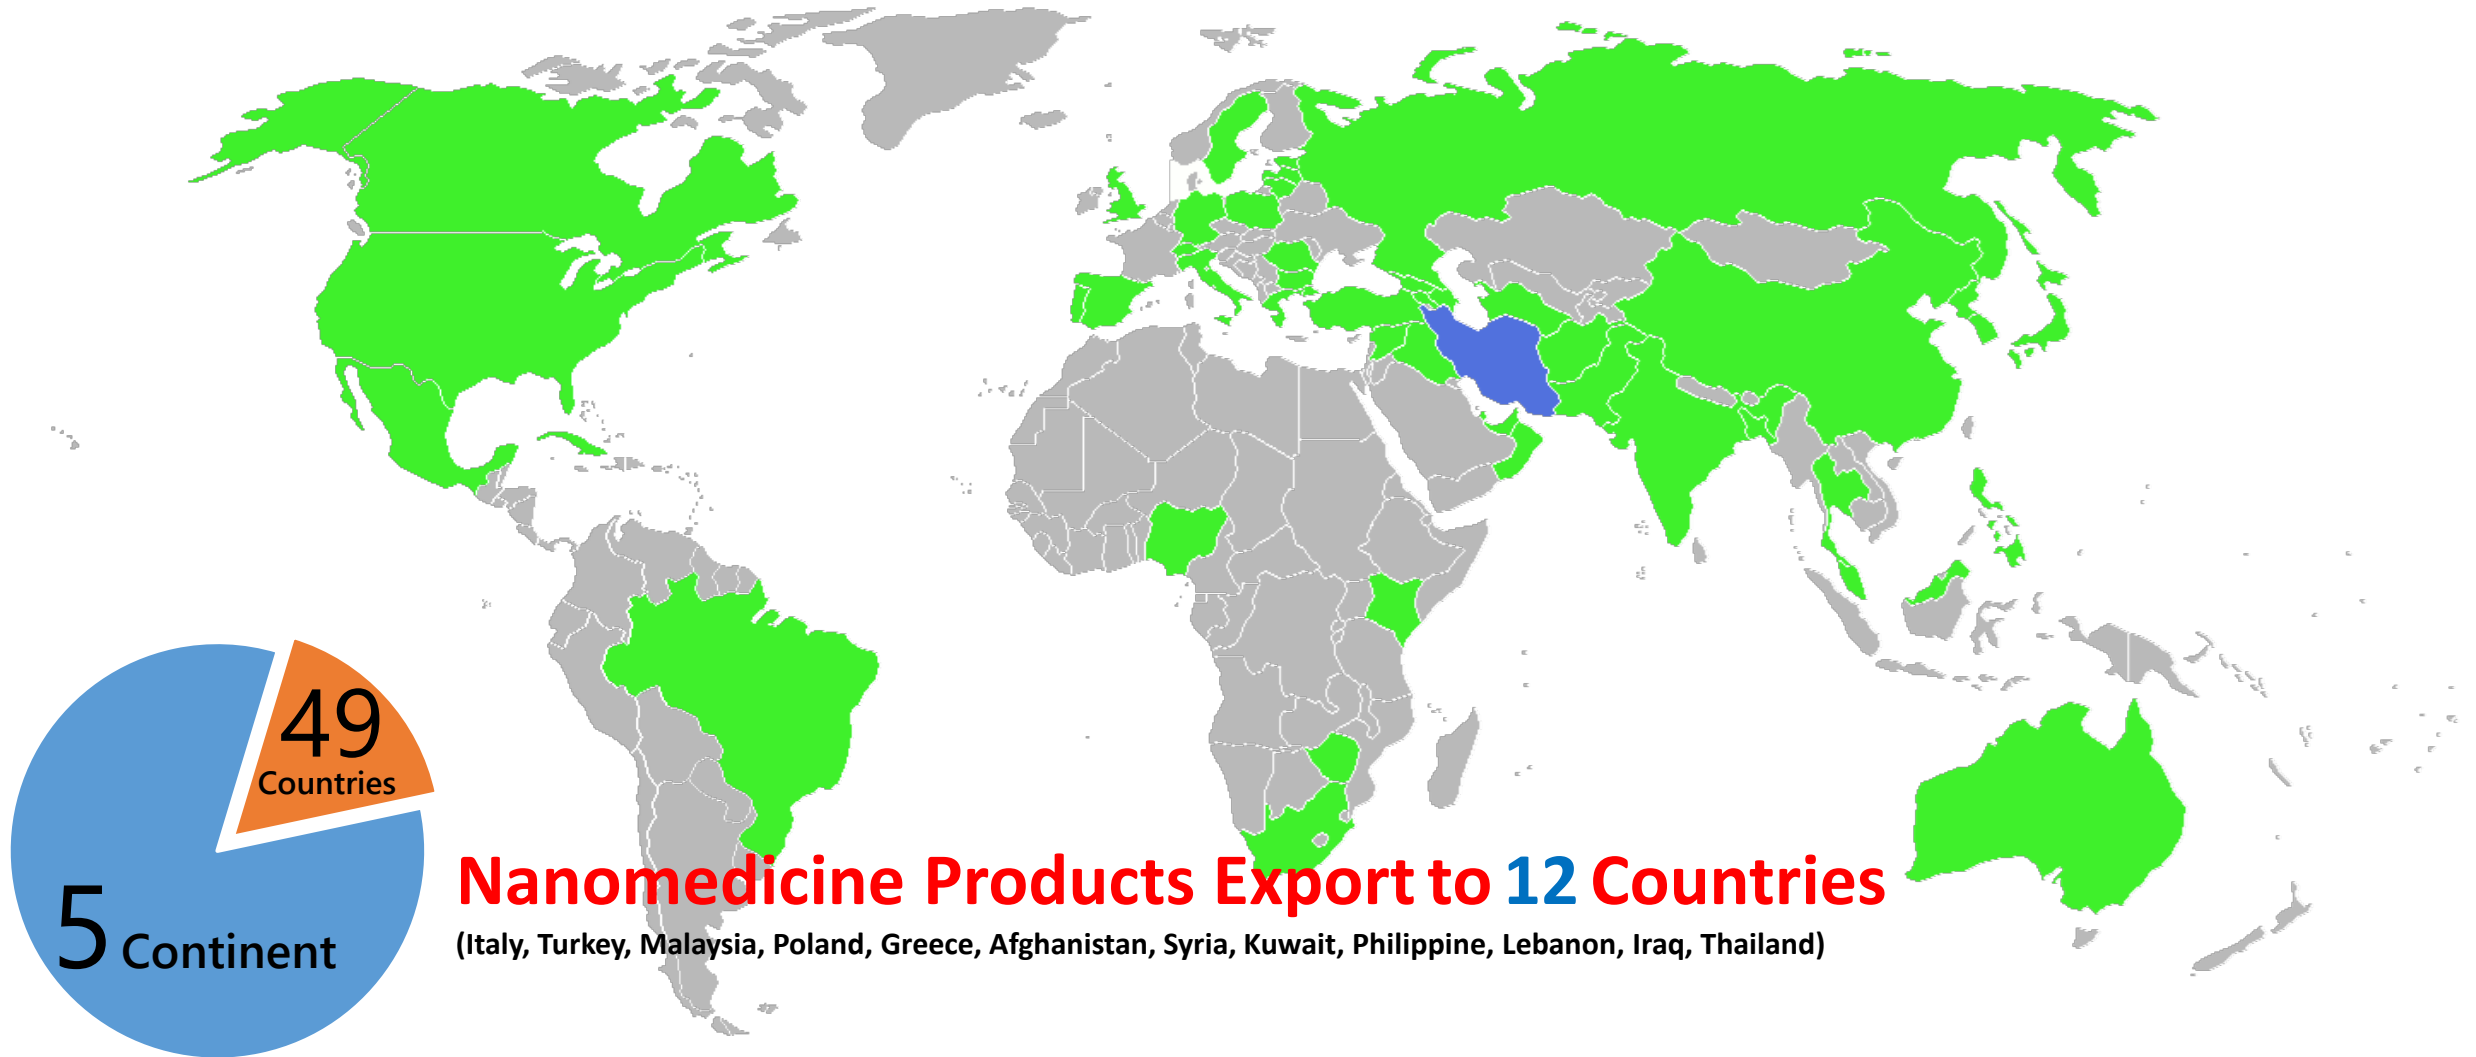 49
Countries
5 Continent
Nanomedicine Products Export to 12 Countries
(Italy, Turkey, Malaysia, Poland, Greece, Afghanistan, Syria, Kuwait, Philippine, Lebanon, Iraq, Thailand)